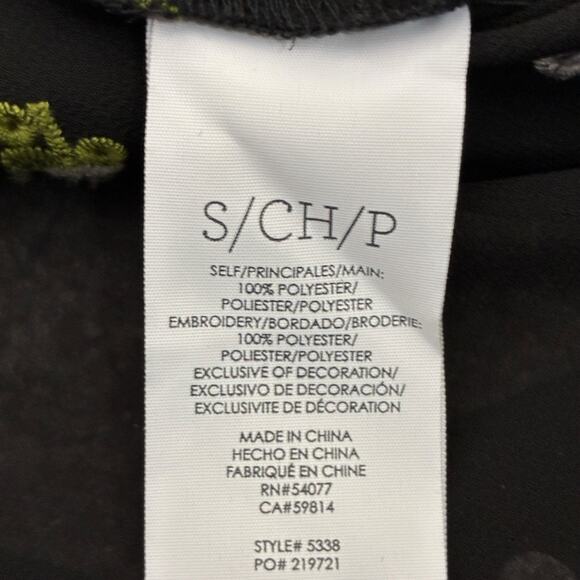 S/CH/P
SELF/PRINCIPALES/MAIN:
100% POLYESTER/
POLIESTER/POLYESTER
EMBROIDERY/BORDADO/BRODERIE:
100% POLYESTER/
POLIESTER/POLYESTER
EXCLUSIVE OF DECORATION/
EXCLUSIVO DE DECORACIÓN/
EXCLUSIVITE DE DÉCORATION
MADE IN CHINA
HECHO EN CHINA
FABRIQUÉ EN CHINE
RN#54077
CA#59814
STYLE# 5338
PO# 219721